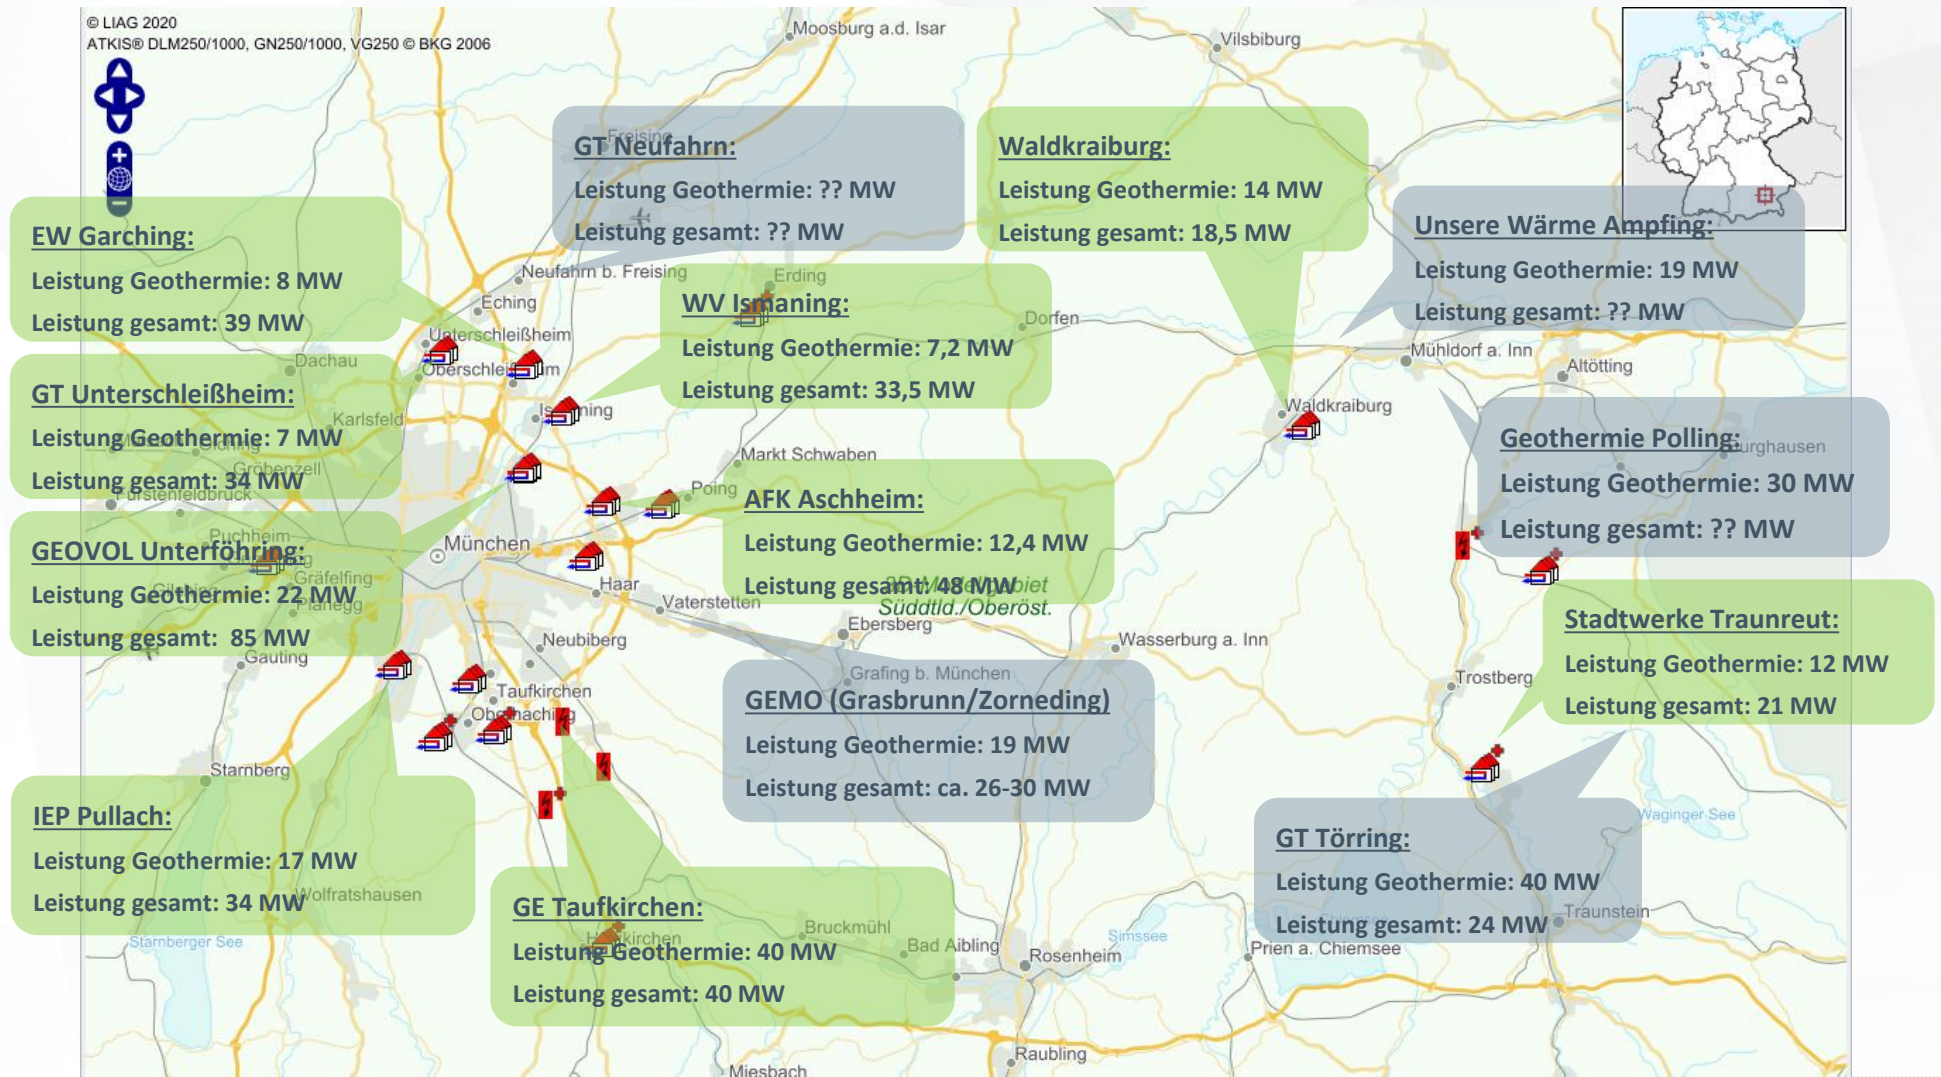 © LIAG 2020
ATKIS® DLM250/1000, GN250/1000, VG250 © BKG 2006
Moosburg a.d. Isar
Vilsbiburg
Freising
GT Neufahrn:
Leistung Geothermie: ?? MW
Leistung gesamt: ?? MW
Waldkraiburg:
Leistung Geothermie: 14 MW
Leistung gesamt: 18,5 MW
Unsere Wärme Ampfing:
Leistung Geothermie: 19 MW
Leistung gesamt: ?? MW
EW Garching:
Leistung Geothermie: 8 MW
Leistung gesamt: 39 MW
Neufahrn b. Freising
Eching
Unterschleißheim
Erding
WV Ismaning:
Leistung Geothermie: 7,2 MW
Leistung gesamt: 33,5 MW
Dorfen
Mühldorf a. Inn
Altötting
Dachau
GT Unterschleißheim:
Leistung Geothermie: 7 MW
Leistung gesamt: 34 MW
Karlsfeld
Gröbenzell
Fürstenfeldbruck
Waldkraiburg
Markt Schwaben
Poing
Geothermie Polling:
Leistung Geothermie: 30 MW
Leistung gesamt: ?? MW
AFK Aschheim:
Leistung Geothermie: 12,4 MW
Leistung gesamt: 48 MW
Süddtld./Oberöst.
Puchheim
GEOVOL Unterföhring:
Leistung Geothermie: 22 MW
Leistung gesamt: 85 MW
Gräfelfing
Planegg
München
Haar
Vaterstetten
Neubiberg
Gauting
Ebersberg
Wasserburg a. Inn
Stadtwerke Traunreut:
Leistung Geothermie: 12 MW
Leistung gesamt: 21 MW
Grafing b. München
Trostberg
Taufkirchen
GEMO (Grasbrunn/Zorneding)
Leistung Geothermie: 19 MW
Leistung gesamt: ca. 26-30 MW
Starnberg
Waginger See
IEP Pullach:
Leistung Geothermie: 17 MW
Leistung gesamt: 34 MW
Wolfratshausen
Starnberger See
GT Törring:
Leistung Geothermie: 40 MW
Leistung gesamt: 24 MW
Traunstein
GE Taufkirchen:
Leistung Geothermie: 40 MW
Leistung gesamt: 40 MW
Bruckmühl
Bad Aibling
Simssee
Rosenheim
Prien a. Chiemsee
Raubling
Miesbach